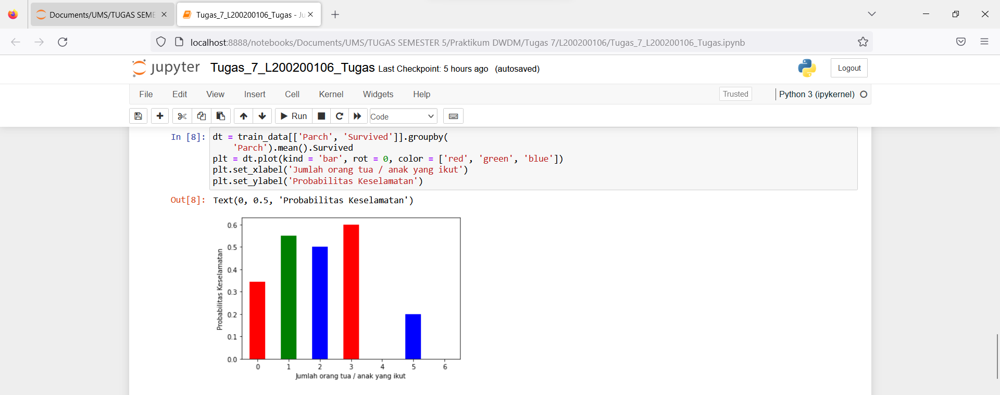 Documents/UMS/TUGAS SEME
Tugas_7_L200200106_Tugas - Ju
localhost:8888/notebooks/Documents/UMS/TUGAS SEMESTER 5/Praktikum DWDM/Tugas 7/L200200106/Tugas_7_L200200106_Tugas.ipynb
jupyter Tugas_7_L200200106_Tugas Last Checkpoint: 5 hours ago (autosaved)
Logout
File Edit View Insert Cell Kernel Widgets Help
Trusted
Python 3 (ipykernel)
Run
Code
In [8]: dt = train_data[['Parch', 'Survived']].groupby(
'Parch').mean().Survived
plt = dt.plot(kind = 'bar', rot = 0, color = ['red', 'green', 'blue'])
plt.set_xlabel('Jumlah orang tua / anak yang ikut')
plt.set_ylabel('Probabilitas Keselamatan')
Out[8]: Text(0, 0.5, 'Probabilitas Keselamatan')
Probabilitas Keselamatan
0.6
0.5
0.4
0.3
0.2
0.1
0.0
0 1 2 3 4 5 6
Jumlah orang tua / anak yang ikut